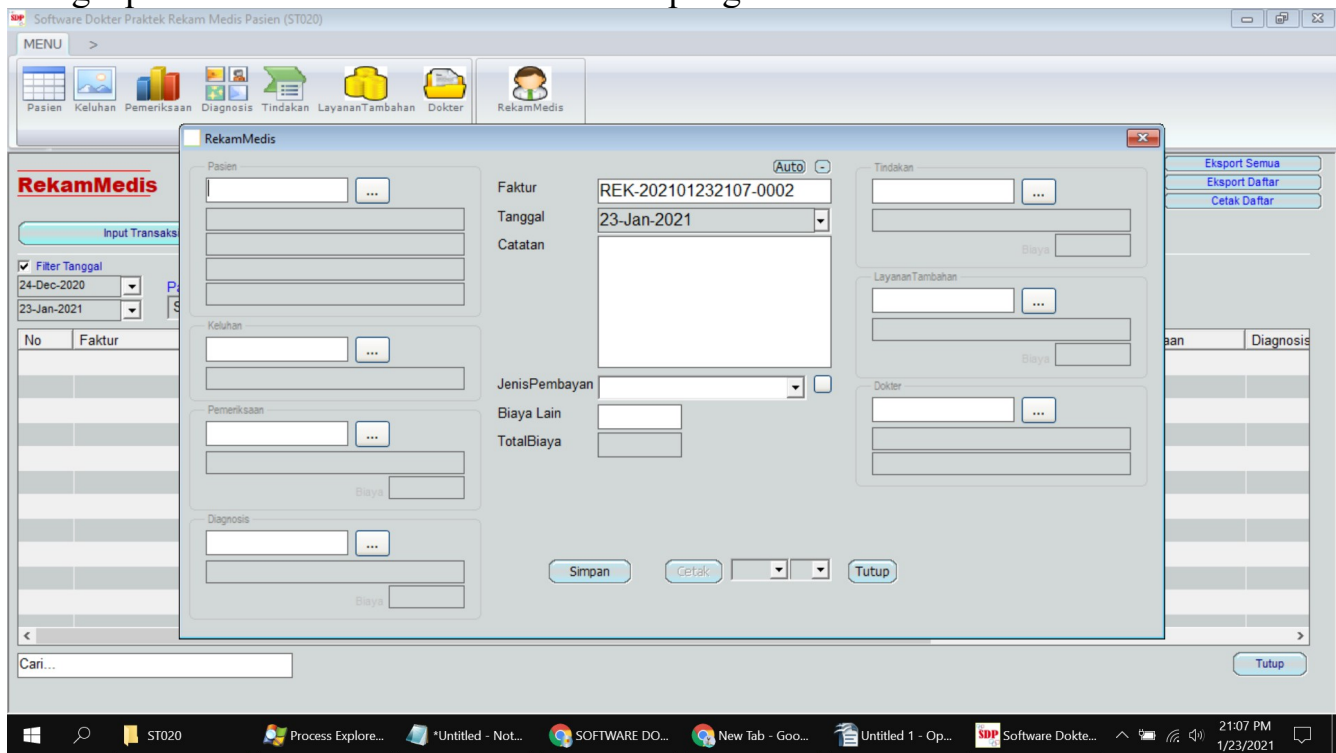 Software Dokter Praktek Rekam Medis Pasien (ST020)
MENU >
Pasien Keluhan Pemeriksaan Diagnosis Tindakan LayananTambahan Dokter RekamMedis
RekamMedis
RekamMedis
Input Transaksi
Filter Tanggal
24-Dec-2020
23-Jan-2021
No Faktur
Pasien
...
Keluhan
...
Pemeriksaan
...
Biaya
Diagnosis
...
Biaya
Auto -
Faktur REK-202101232107-0002
Tanggal 23-Jan-2021
Catatan
JenisPembayan
Biaya Lain
TotalBiaya
Simpan Cetak Tutup
Tindakan
...
Biaya
LayananTambahan
...
Biaya
Dokter
...
Eksport Semua
Eksport Daftar
Cetak Daftar
aan Diagnosis
Cari...
Tutup
ST020 Process Explore... *Untitled - Not... SOFTWARE DO... New Tab - Goo... Untitled 1 - Op... SDP Software Dokte... 21:07 PM
1/23/2021